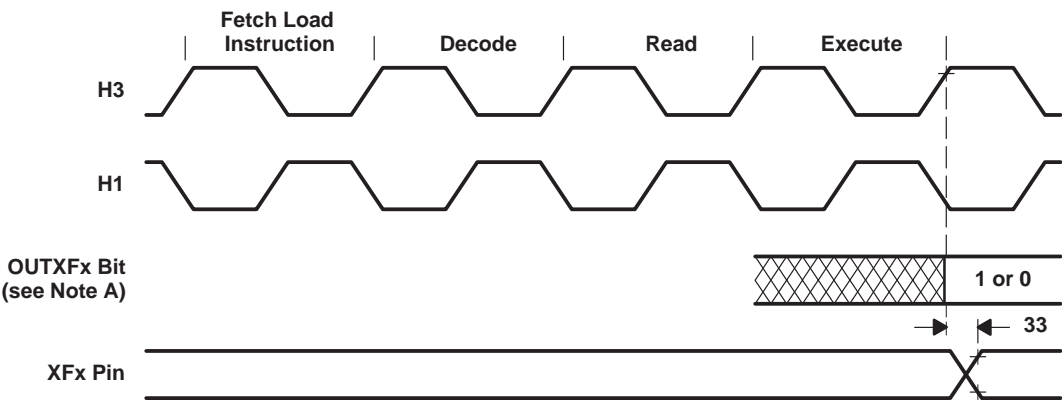 Fetch Load
Instruction
Decode
Read
Execute
H3
H1
OUTXFx Bit
(see Note A)
1 or 0
33
XFx Pin